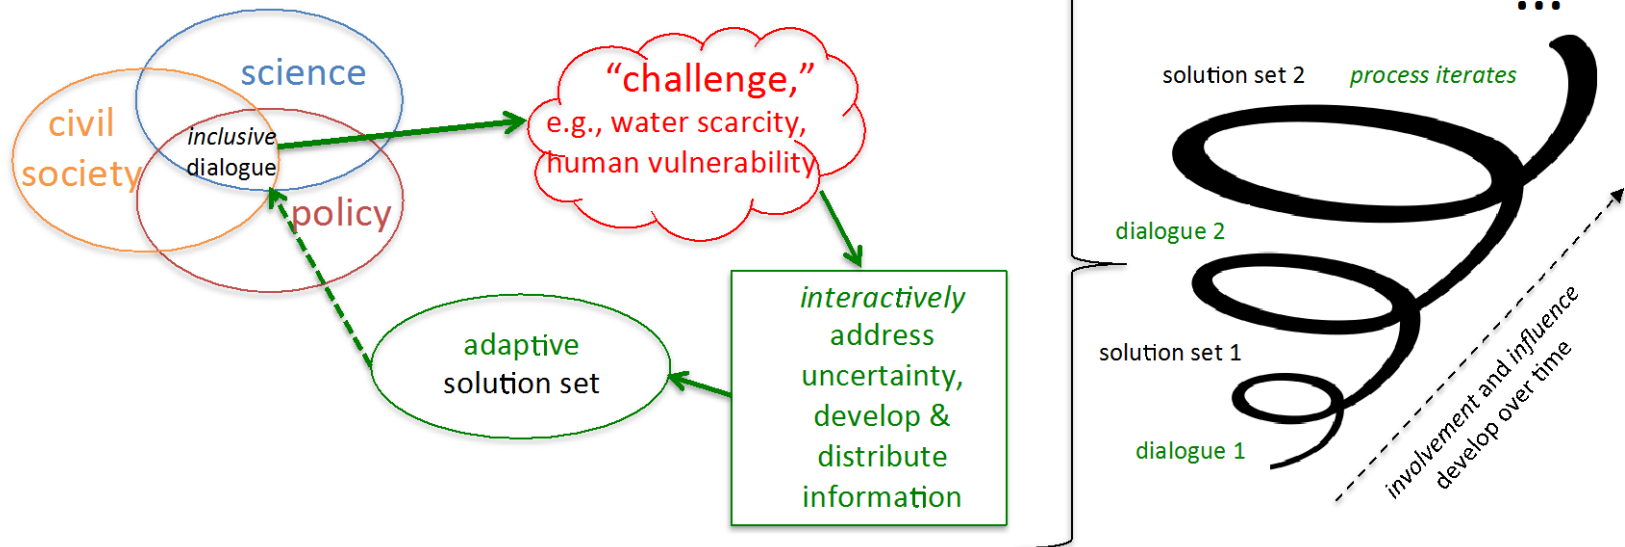 science
civil
society
inclusive
dialogue
policy
“challenge,”
e.g., water scarcity,
human vulnerability
interactively
address
uncertainty,
develop &
distribute
information
adaptive
solution set
...
solution set 2 process iterates
dialogue 2
solution set 1
dialogue 1
involvement and influence
develop over time